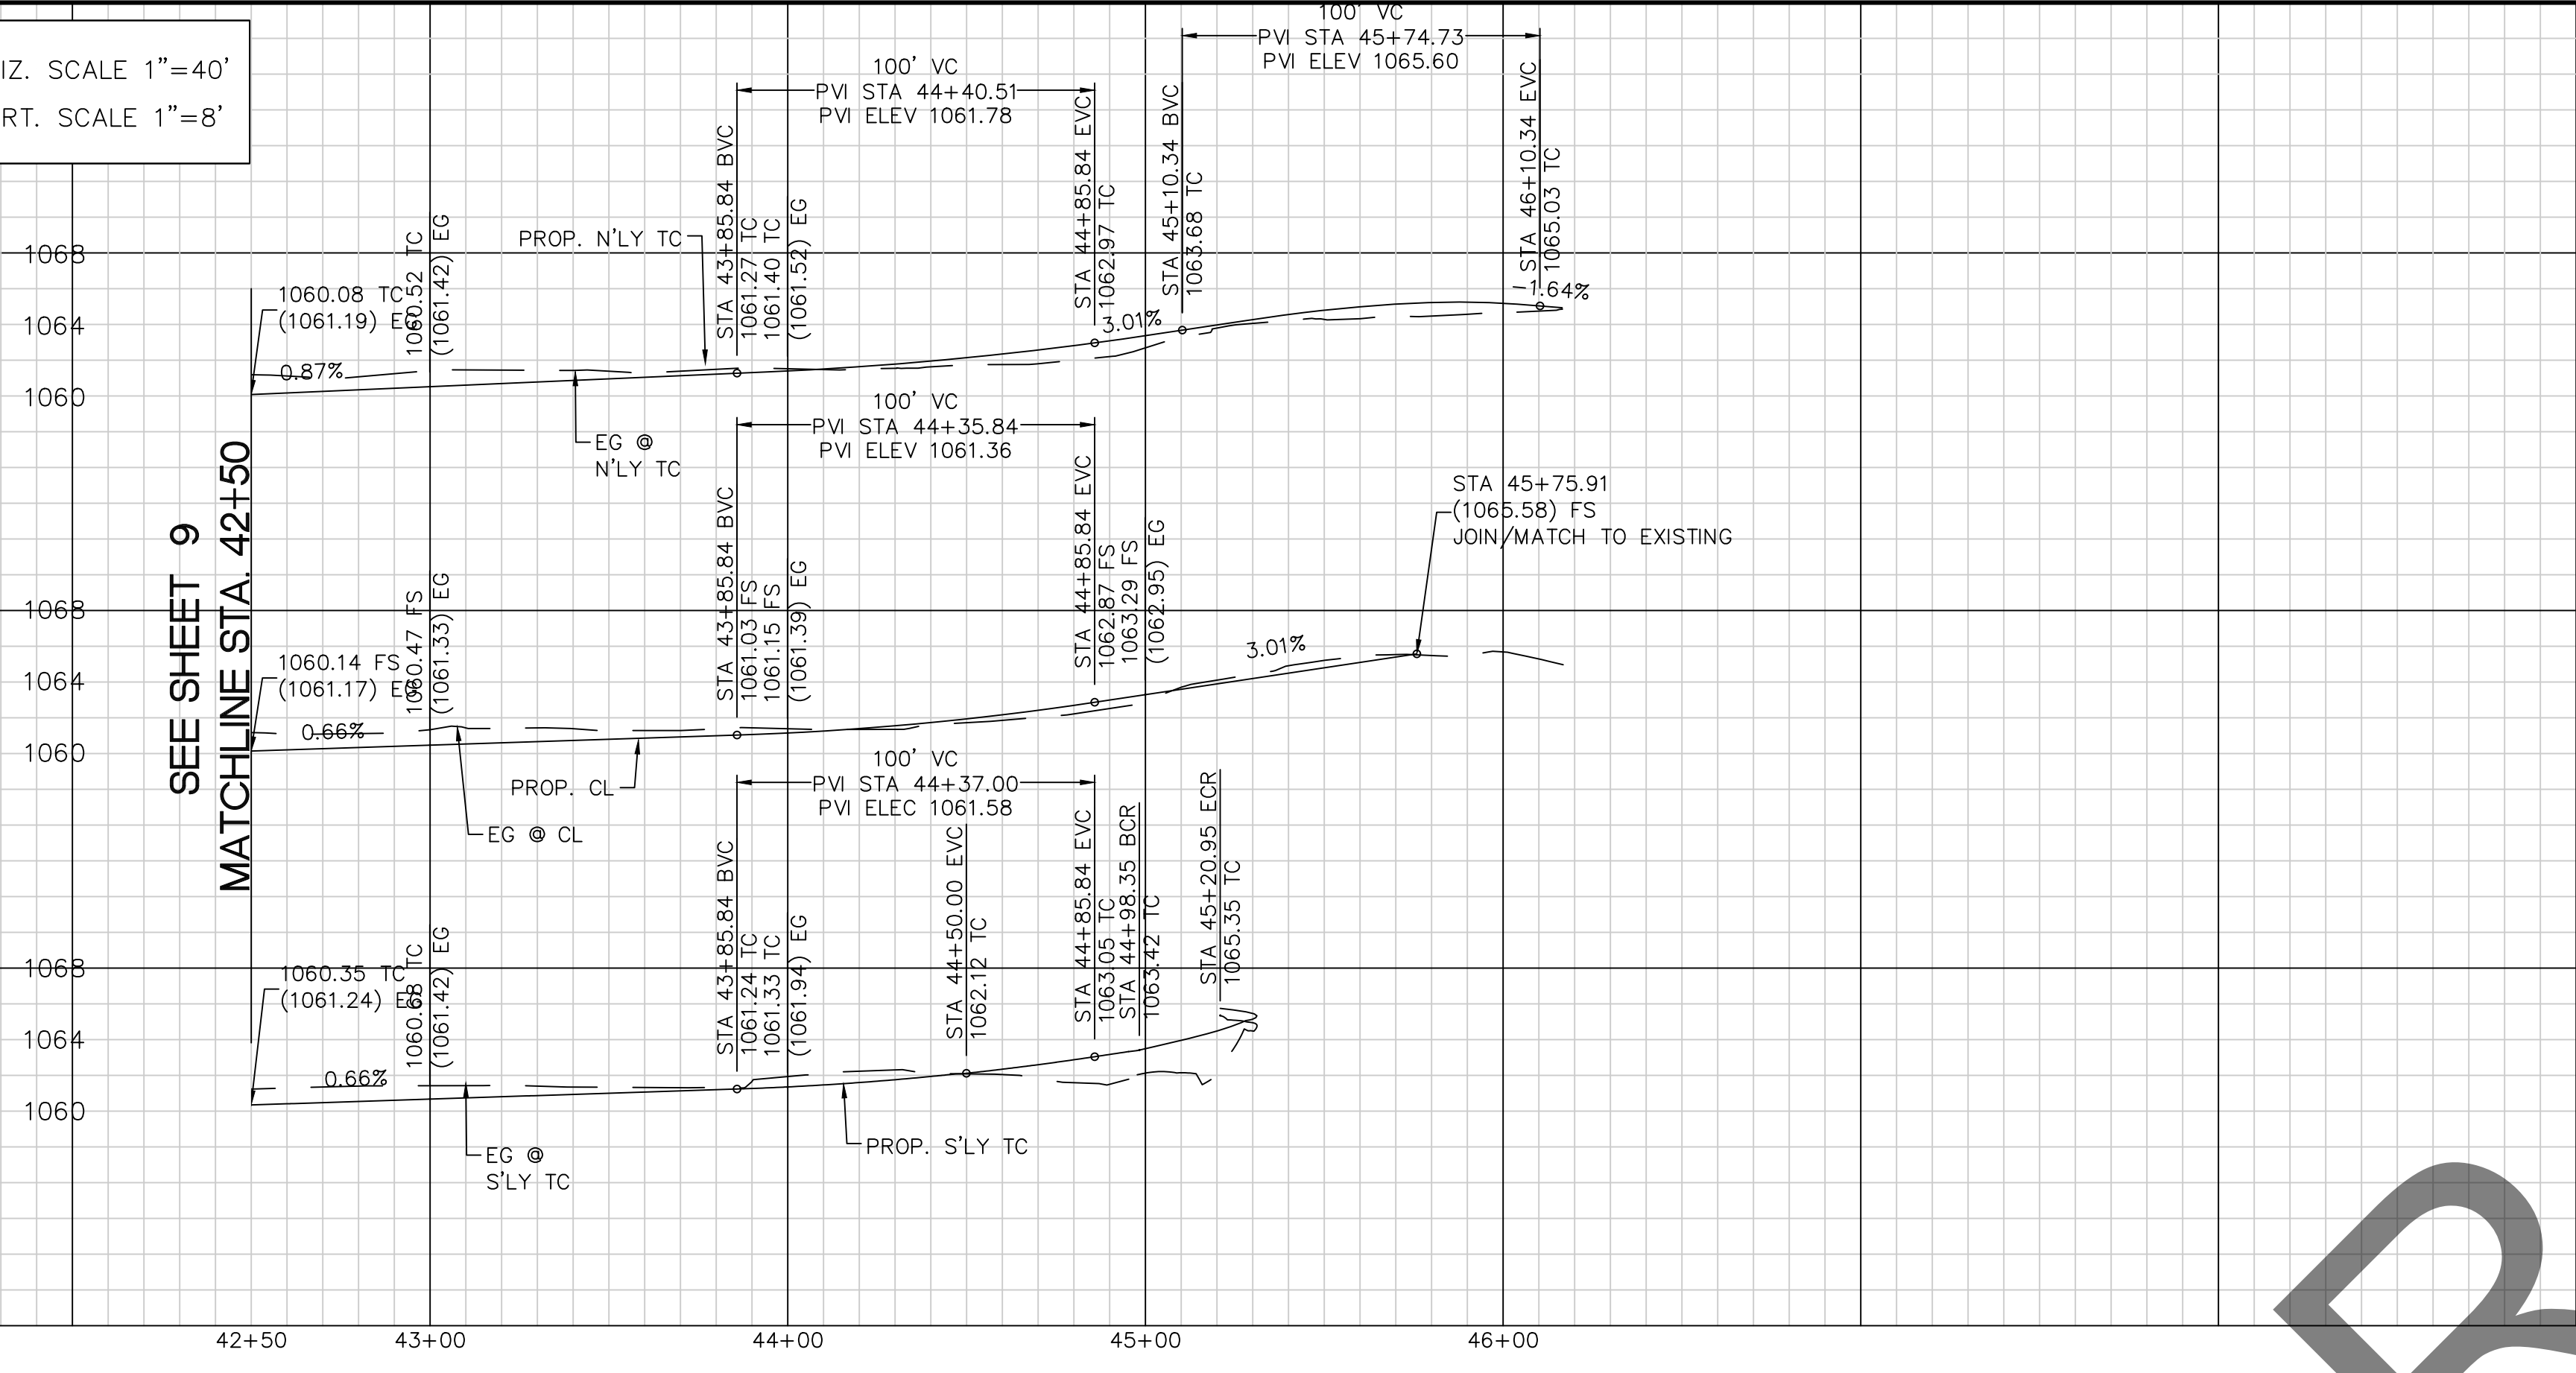 IZ. SCALE 1"=40'
RT. SCALE 1"=8'
SEE SHEET 9
MATCHLINE STA. 42+50
1068
1064
1060
1060.08 TC
(1061.19) EG
0.87%
1060.52 TC
(1061.42) EG
PROP. N'LY TC
EG @
N'LY TC
STA 43+85.84 BVC
1061.27 TC
1061.40 TC
(1061.52) EG
100' VC
PVI STA 44+40.51
PVI ELEV 1061.78
STA 44+85.84 EVC
1062.97 TC
3.01%
STA 45+10.34 BVC
1063.68 TC
100' VC
PVI STA 45+74.73
PVI ELEV 1065.60
STA 46+10.34 EVC
1065.03 TC
-1.64%
1068
1064
1060
1060.14 FS
(1061.17) EG
0.66%
1060.47 FS
(1061.33) EG
PROP. CL
EG @ CL
STA 43+85.84 BVC
1061.03 FS
1061.15 FS
(1061.39) EG
100' VC
PVI STA 44+35.84
PVI ELEV 1061.36
STA 44+85.84 EVC
1062.87 FS
1063.29 FS
(1062.95) EG
3.01%
STA 45+75.91
(1065.58) FS
JOIN/MATCH TO EXISTING
1068
1064
1060
1060.35 TC
(1061.24) EG
0.66%
1060.68 TC
(1061.42) EG
EG @
S'LY TC
STA 43+85.84 BVC
1061.24 TC
1061.33 TC
(1061.94) EG
100' VC
PVI STA 44+37.00
PVI ELEC 1061.58
STA 44+50.00 EVC
1062.12 TC
STA 44+85.84 EVC
1063.05 TC
STA 44+98.35 BCR
1063.42 TC
STA 45+20.95 ECR
1065.35 TC
PROP. S'LY TC
42+50
43+00
44+00
45+00
46+00